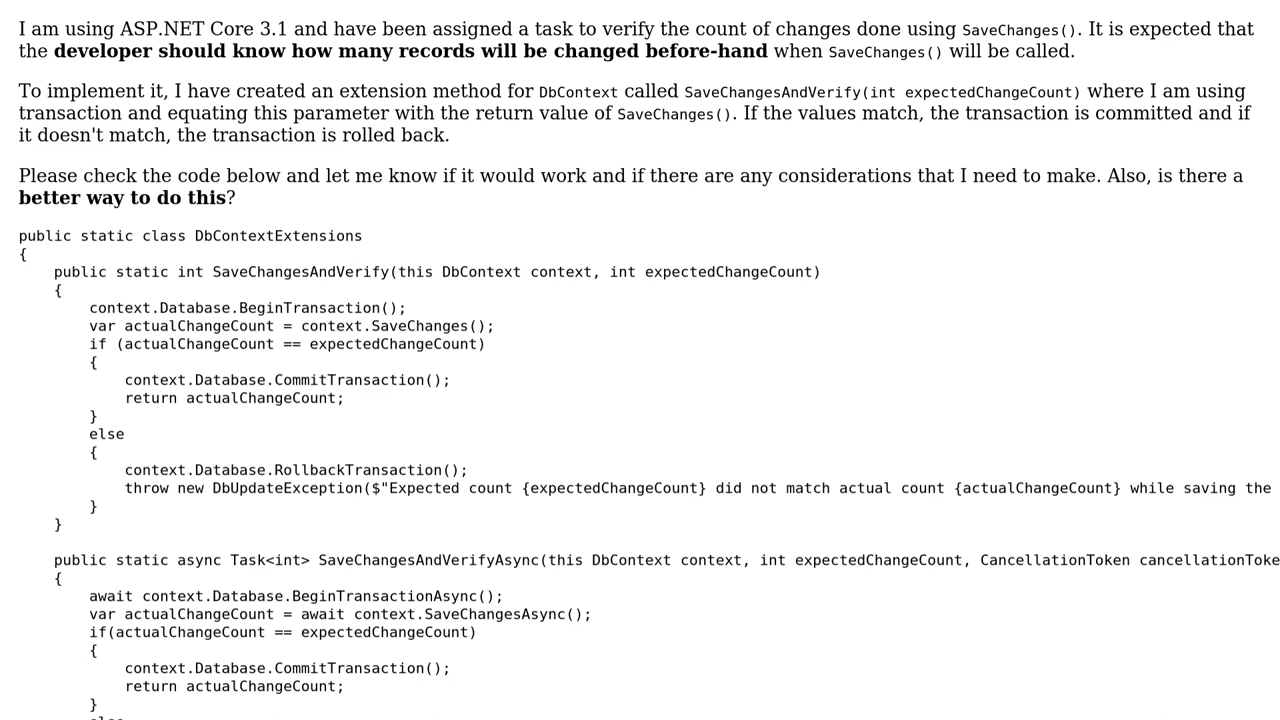 I am using ASP.NET Core 3.1 and have been assigned a task to verify the count of changes done using SaveChanges(). It is expected that
the developer should know how many records will be changed before-hand when SaveChanges() will be called.
To implement it, I have created an extension method for DbContext called SaveChangesAndVerify(int expectedChangeCount) where I am using
transaction and equating this parameter with the return value of SaveChanges(). If the values match, the transaction is committed and if
it doesn't match, the transaction is rolled back.
Please check the code below and let me know if it would work and if there are any considerations that I need to make. Also, is there a
better way to do this?
public static class DbContextExtensions
{
    public static int SaveChangesAndVerify(this DbContext context, int expectedChangeCount)
    {
        context.Database.BeginTransaction();
        var actualChangeCount = context.SaveChanges();
        if (actualChangeCount == expectedChangeCount)
        {
            context.Database.CommitTransaction();
            return actualChangeCount;
        }
        else
        {
            context.Database.RollbackTransaction();
            throw new DbUpdateException($"Expected count {expectedChangeCount} did not match actual count {actualChangeCount} while saving the
        }
    }
    public static async Task<int> SaveChangesAndVerifyAsync(this DbContext context, int expectedChangeCount, CancellationToken cancellationToke
    {
        await context.Database.BeginTransactionAsync();
        var actualChangeCount = await context.SaveChangesAsync();
        if(actualChangeCount == expectedChangeCount)
        {
            context.Database.CommitTransaction();
            return actualChangeCount;
        }